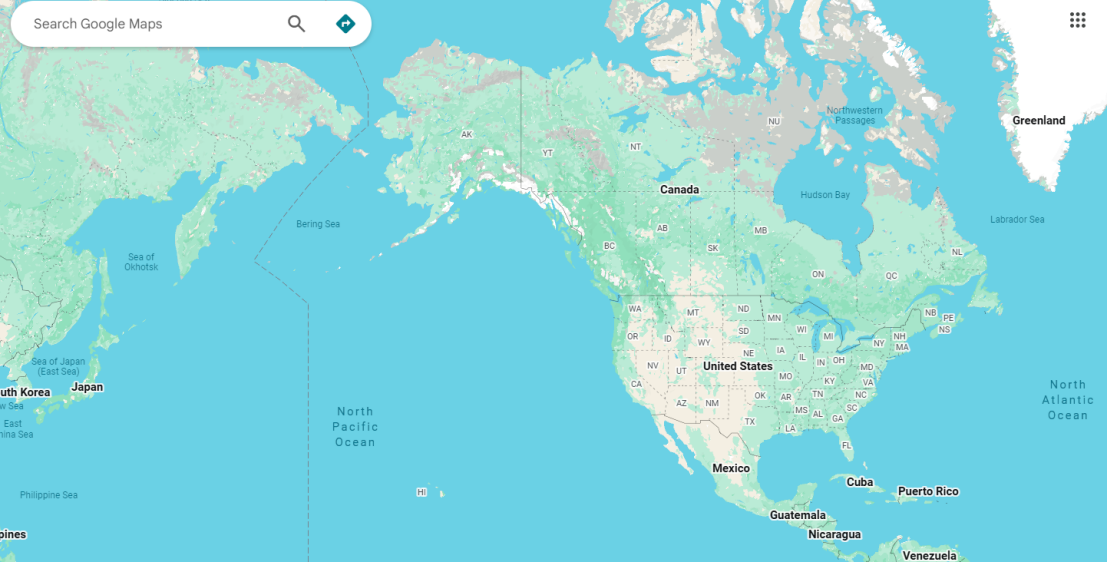 Search Google Maps
Greenland
Northwestern
Passages
NU
AK
YT
NT
Canada
Hudson Bay
Labrador Sea
Bering Sea
AB
MB
BC
SK
NL
Sea of
Okhotsk
ON
QC
WA
MT
ND
MN
NB
PE
NS
OR
ID
SD
WI
MI
NH
NY
MA
WY
NE
IA
IL
IN
OH
MD
Sea of Japan
(East Sea)
NV
UT
United States
CA
MO
KY
VA
Japan
uth Korea
North
Atlantic
Ocean
AZ
NM
OK
AR
TN
NC
w Sea
East
ina Sea
North
Pacific
Ocean
MS
AL
GA
SC
TX
LA
FL
Mexico
Cuba
Puerto Rico
HI
Philippine Sea
Guatemala
Nicaragua
pines
Venezuela